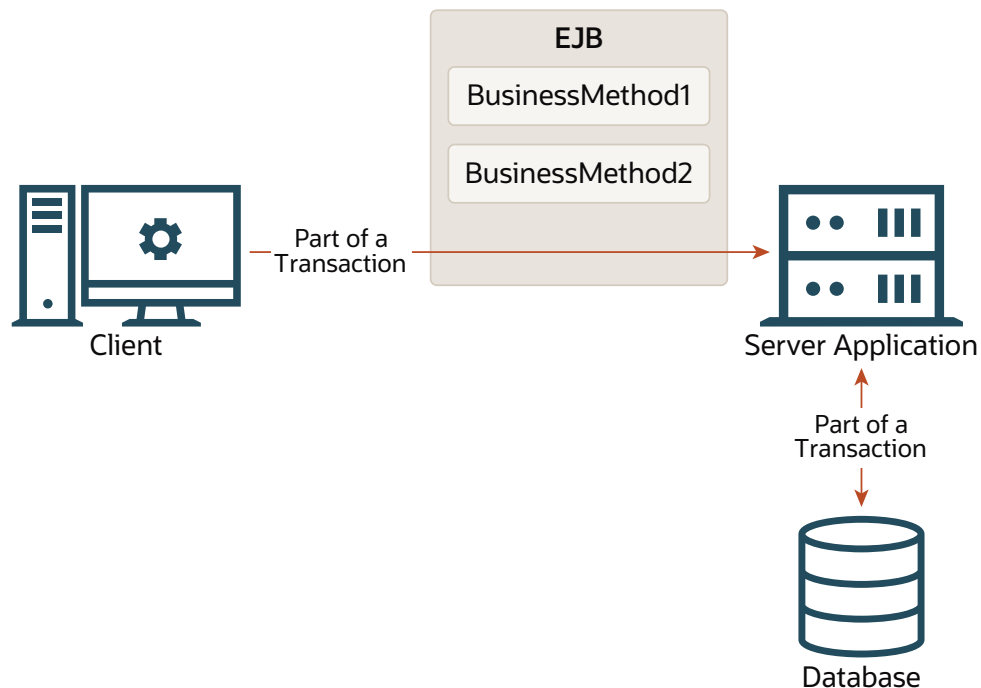 EJB
BusinessMethod1
BusinessMethod2
Part of a
Transaction
Client
Server Application
Part of a
Transaction
Database